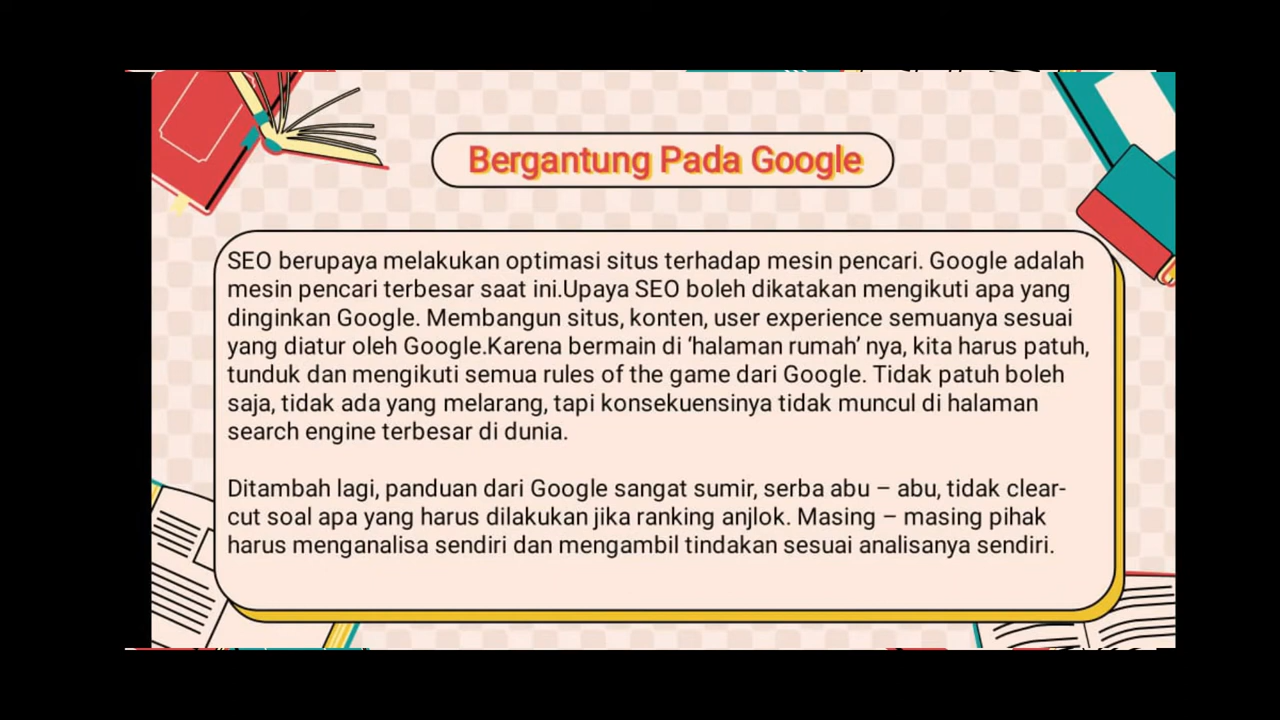 Bergantung Pada Google
SEO berupaya melakukan optimasi situs terhadap mesin pencari. Google adalah
mesin pencari terbesar saat ini.Upaya SEO boleh dikatakan mengikuti apa yang
dinginkan Google. Membangun situs, konten, user experience semuanya sesuai
yang diatur oleh Google.Karena bermain di ‘halaman rumah’ nya, kita harus patuh,
tunduk dan mengikuti semua rules of the game dari Google. Tidak patuh boleh
saja, tidak ada yang melarang, tapi konsekuensinya tidak muncul di halaman
search engine terbesar di dunia.
Ditambah lagi, panduan dari Google sangat sumir, serba abu – abu, tidak clear-
cut soal apa yang harus dilakukan jika ranking anjlok. Masing – masing pihak
harus menganalisa sendiri dan mengambil tindakan sesuai analisanya sendiri.